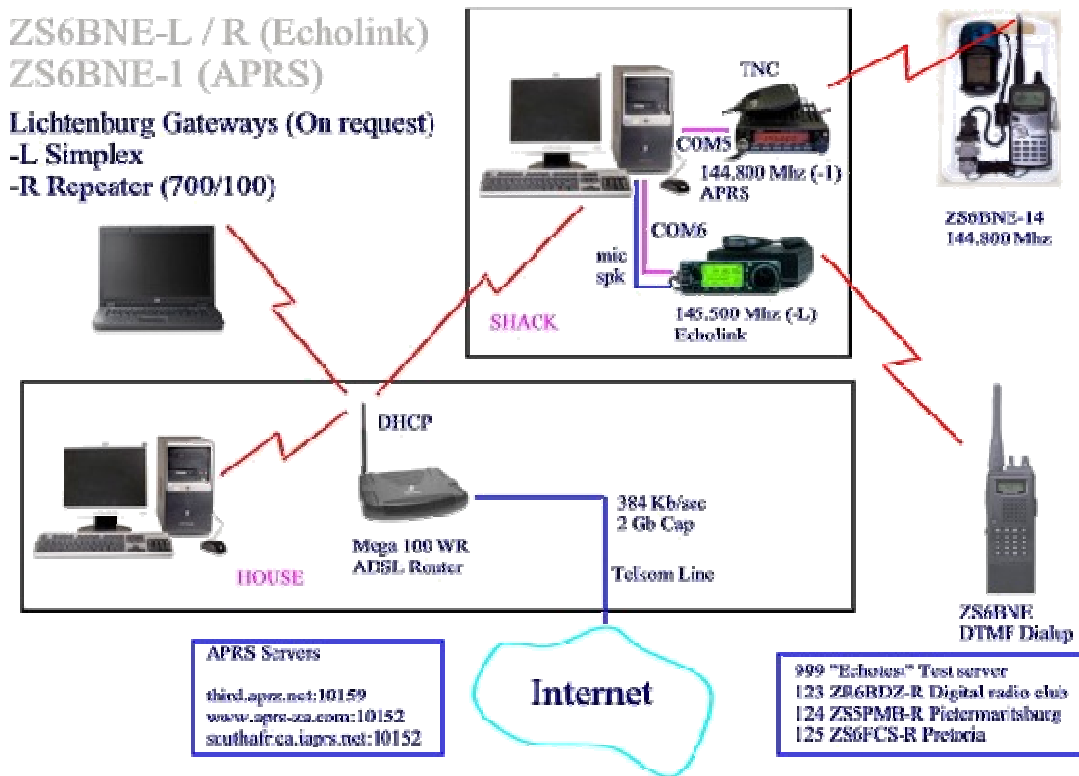 ZS6BNE-L / R (Echolink)
ZS6BNE-1 (APRS)
Lichtenburg Gateways (On request)
-L Simplex
-R Repeater (700/100)
TNC
COM5
144.800 Mhz (-1)
APRS
COM6
mic
spk
145.500 Mhz (-L)
Echolink
SHACK
ZS6BNE-14
144.800 Mhz
DHCP
Mega 100 WR
ADSL Router
HOUSE
384 Kb/sec
2 Gb Cap
Telkom Line
ZS6BNE
DTMF Dialup
APRS Servers
third.aprs.net:10159
www.aprs-za.com:10152
southafrica.iaprs.net:10152
Internet
999 "Echotest" Test server
123 ZR6RDZ-R Digital radio club
124 ZS5PMB-R Pietermaritsburg
125 ZS6FCS-R Pretoria